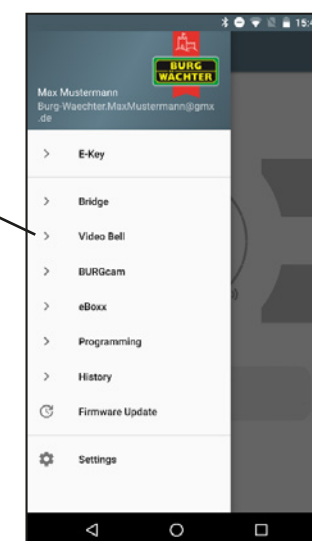 15:4
BURG
WÄCHTER
Max Mustermann
Burg-Waechter.MaxMustermann@gmx
.de
E-Key
Bridge
Video Bell
BURGcam
eBoxx
Programming
History
Firmware Update
Settings